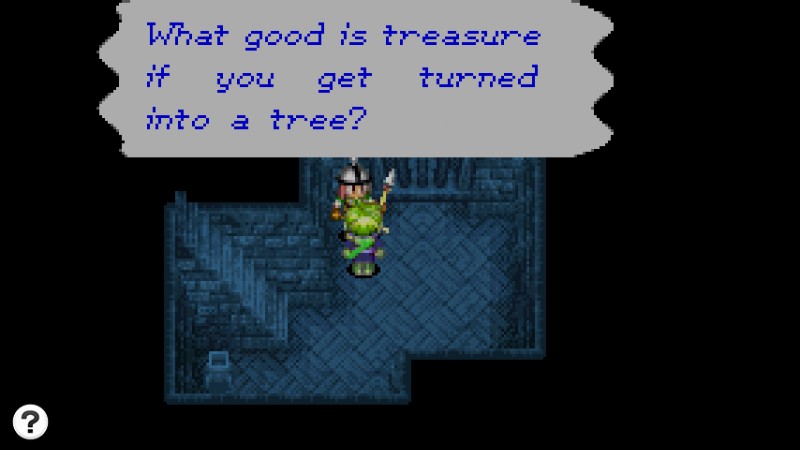 What good is treasure
if you get turned
into a tree?
?